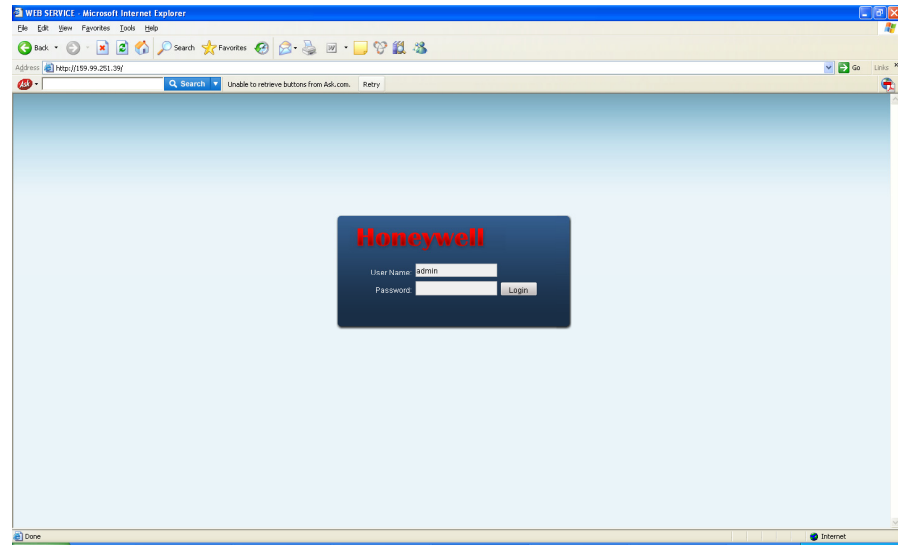 WEB SERVICE - Microsoft Internet Explorer
File Edit View Favorites Tools Help
Back Search Favorites
Address http://159.99.251.39/ Go Links
Ask Search Unable to retrieve buttons from Ask.com. Retry
Honeywell
User Name: admin
Password: Login
Done Internet